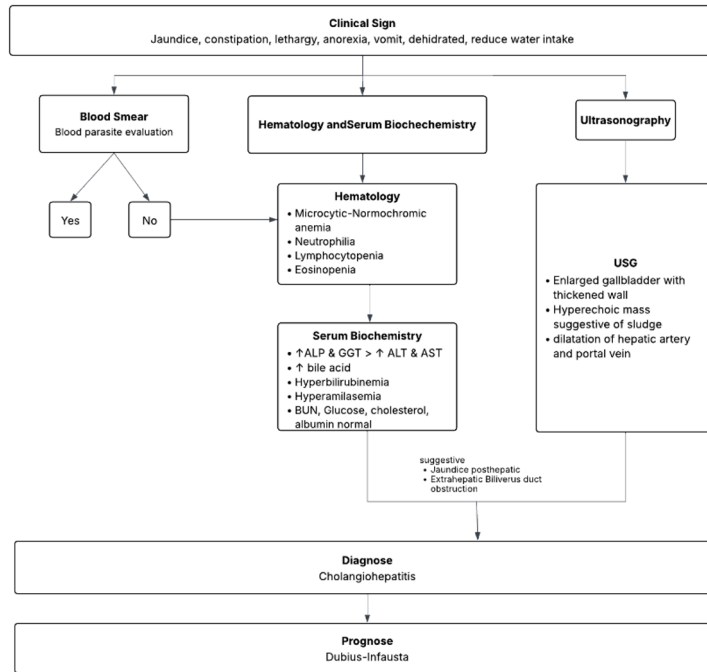 Clinical Sign
Jaundice, constipation, lethargy, anorexia, vomit, dehidrated, reduce water intake
Blood Smear
Blood parasite evaluation
Hematology andSerum Biochechemistry
Ultrasonography
Yes
No
Hematology
• Microcytic-Normochromic
anemia
• Neutrophilia
• Lymphocytopenia
• Eosinopenia
USG
• Enlarged gallbladder with
thickened wall
• Hyperechoic mass
suggestive of sludge
• dilatation of hepatic artery
and portal vein
Serum Biochemistry
• ↑ALP & GGT > ↑ ALT & AST
• ↑ bile acid
• Hyperbilirubinemia
• Hyperamilasemia
• BUN, Glucose, cholesterol,
albumin normal
suggestive
• Jaundice posthepatic
• Extrahepatic Biliverus duct
obstruction
Diagnose
Cholangiohepatitis
Prognose
Dubius-Infausta